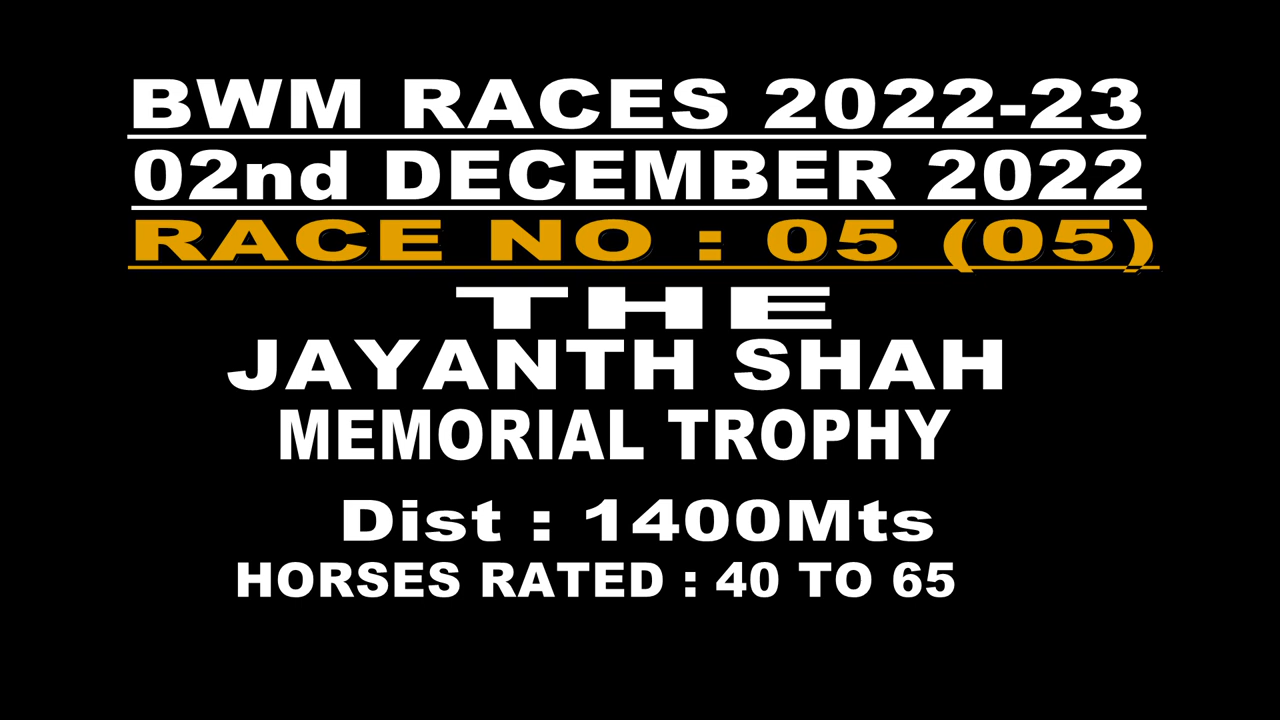 BWM RACES 2022-23
02nd DECEMBER 2022
RACE NO : 05 (05)
THE
JAYANTH SHAH
MEMORIAL TROPHY
Dist : 1400Mts
HORSES RATED : 40 TO 65